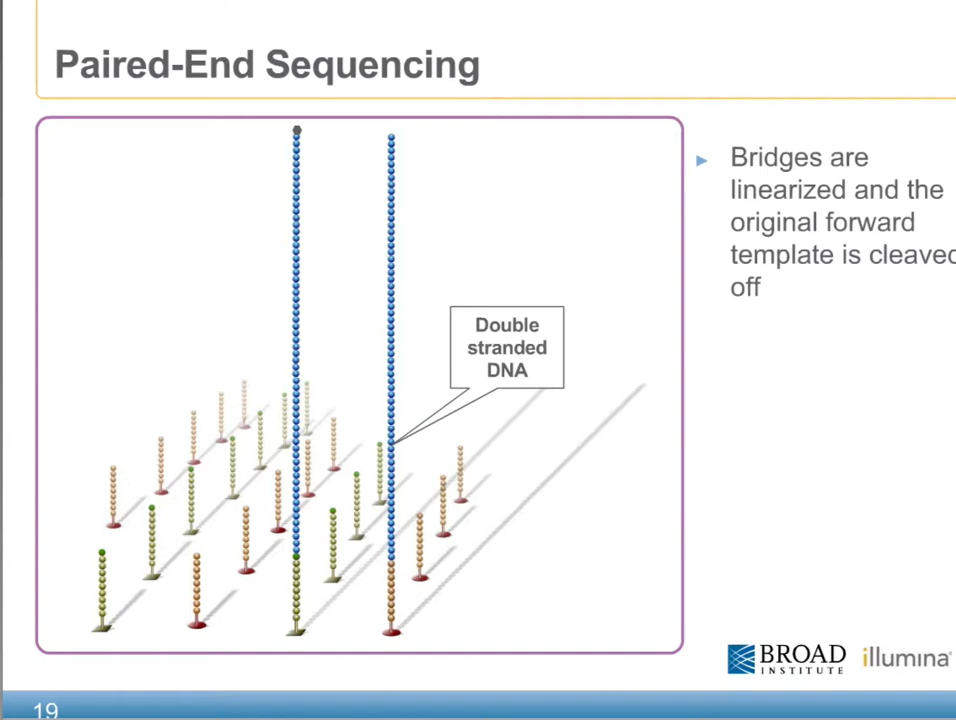 Paired-End Sequencing
Bridges are
linearized and the
original forward
template is cleaved
off
Double
stranded
DNA
BROAD
INSTITUTE
illumina
19